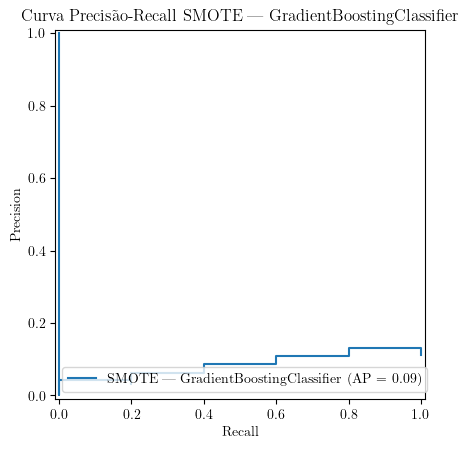 Curva Precisão-Recall SMOTE — GradientBoostingClassifier
1.0
0.8
0.6
0.4
0.2
0.0
Precision
SMOTE — GradientBoostingClassifier (AP = 0.09)
0.0 0.2 0.4 0.6 0.8 1.0
Recall